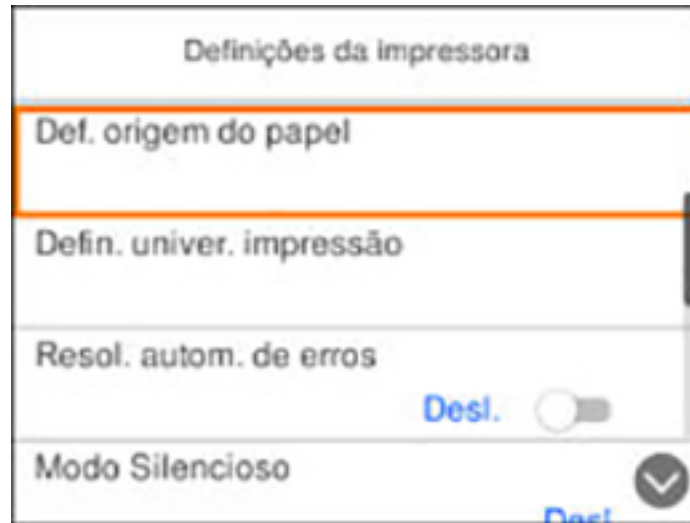 Definições da impressora
Def. origem do papel
Defin. univer. impressão
Resol. autom. de erros
Desl.
Modo Silencioso